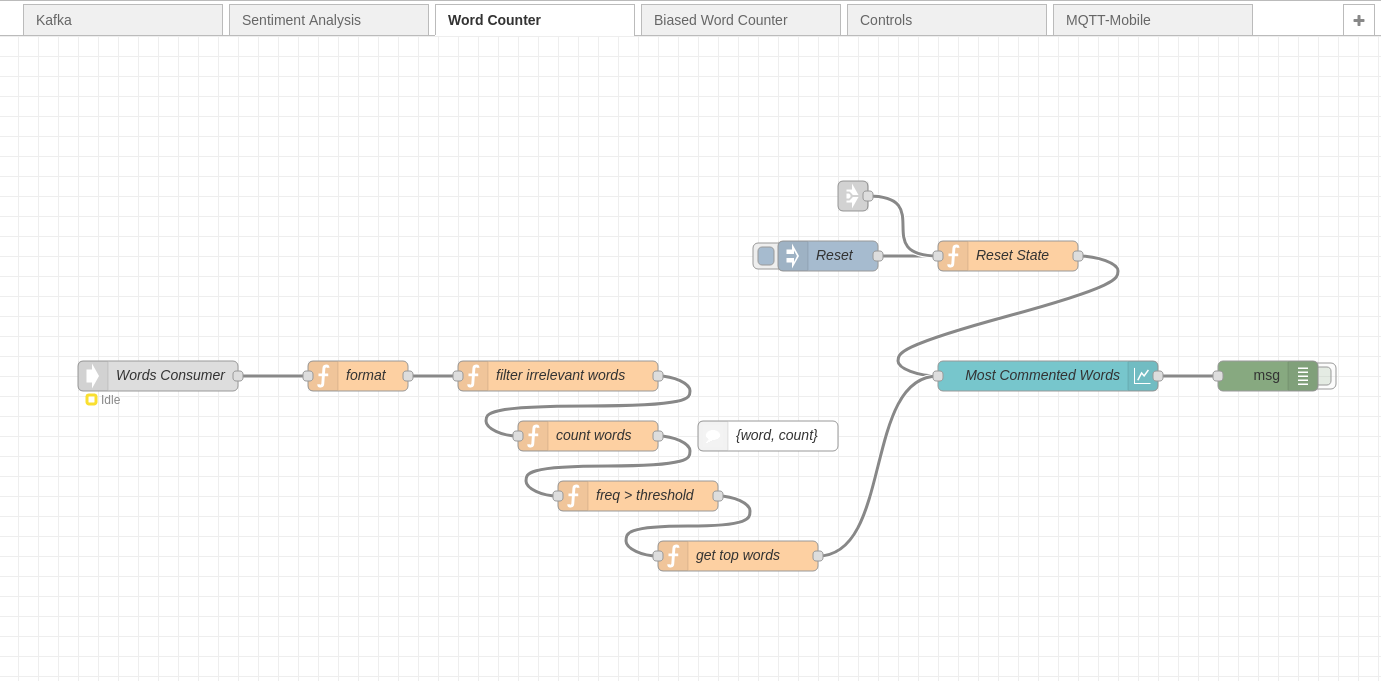 Kafka
Sentiment Analysis
Word Counter
Biased Word Counter
Controls
MQTT-Mobile
Reset
Reset State
Words Consumer
format
filter irrelevant words
Most Commented Words
msg
Idle
count words
{word, count}
freq > threshold
get top words